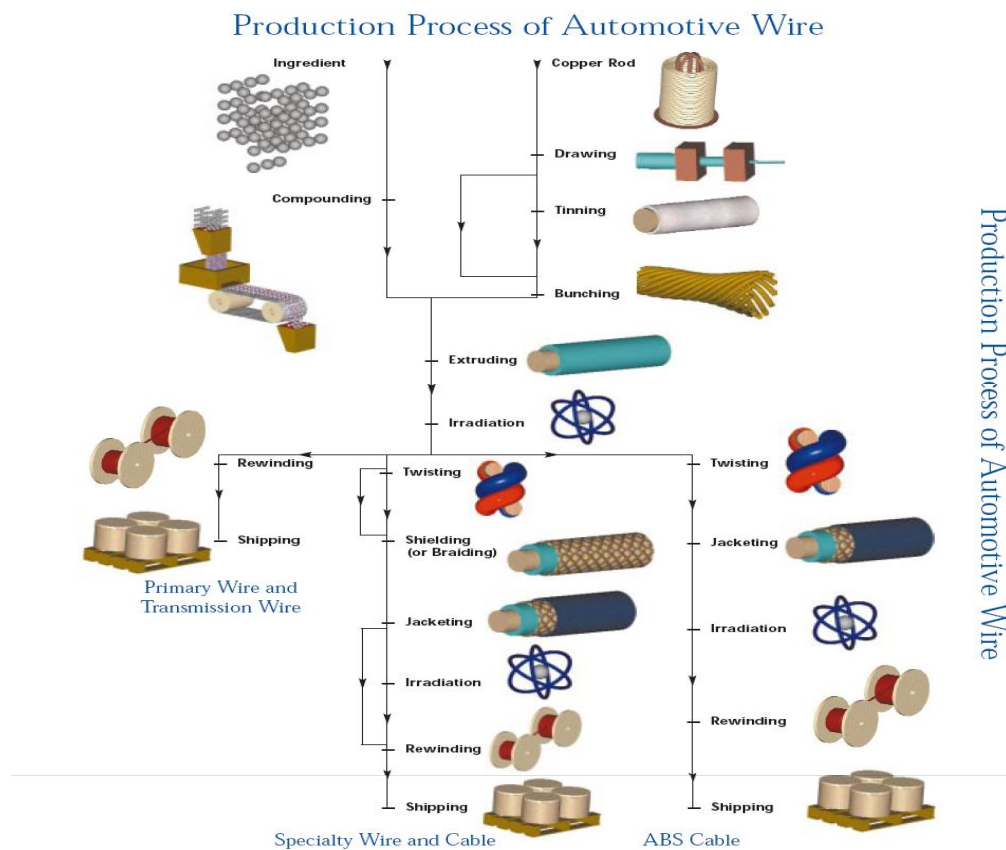 Production Process of Automotive Wire
Ingredient
Copper Rod
Drawing
Compounding
Tinning
Bunching
Extruding
Irradiation
Rewinding
Shipping
Primary Wire and
Transmission Wire
Twisting
Shielding
(or Braiding)
Jacketing
Irradiation
Rewinding
Shipping
Specialty Wire and Cable
Twisting
Jacketing
Irradiation
Rewinding
Shipping
ABS Cable
Production Process of Automotive Wire